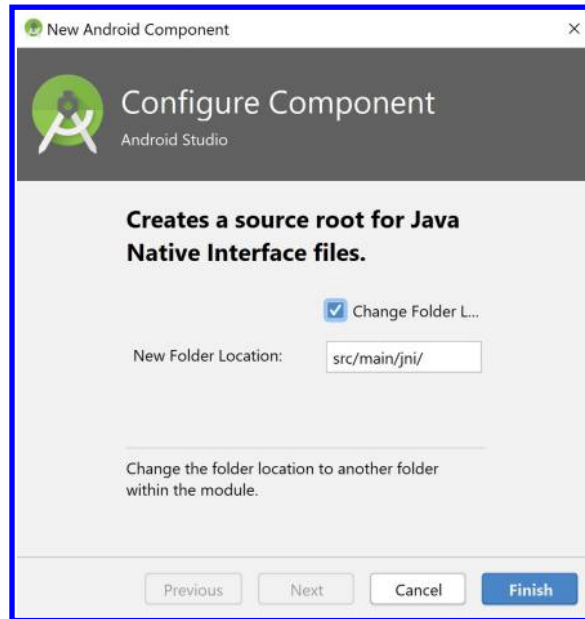 New Android Component
Configure Component
Android Studio
Creates a source root for Java
Native Interface files.
Change Folder L...
New Folder Location:
src/main/jni/
Change the folder location to another folder
within the module.
Previous
Next
Cancel
Finish